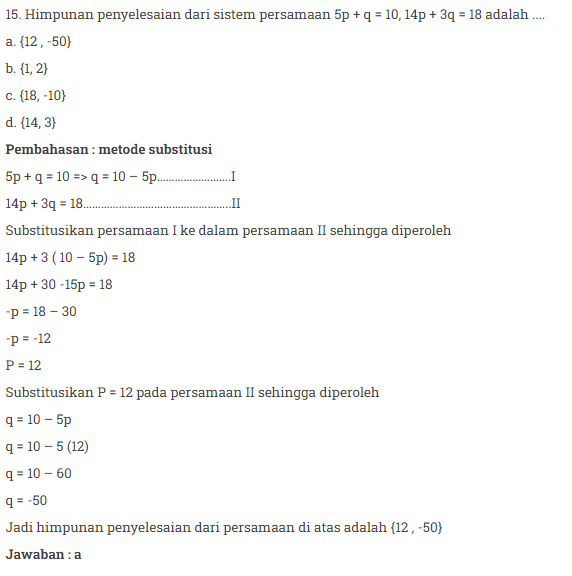 15. Himpunan penyelesaian dari sistem persamaan 5p + q = 10, 14p + 3q = 18 adalah ....
a. {12 , -50}
b. {1, 2}
c. {18, -10}
d. {14, 3}
Pembahasan : metode substitusi
5p + q = 10 => q = 10 – 5p.........................I
14p + 3q = 18...................................................II
Substitusikan persamaan I ke dalam persamaan II sehingga diperoleh
14p + 3 ( 10 – 5p) = 18
14p + 30 -15p = 18
-p = 18 – 30
-p = -12
P = 12
Substitusikan P = 12 pada persamaan II sehingga diperoleh
q = 10 – 5p
q = 10 – 5 (12)
q = 10 – 60
q = -50
Jadi himpunan penyelesaian dari persamaan di atas adalah {12 , -50}
Jawaban : a